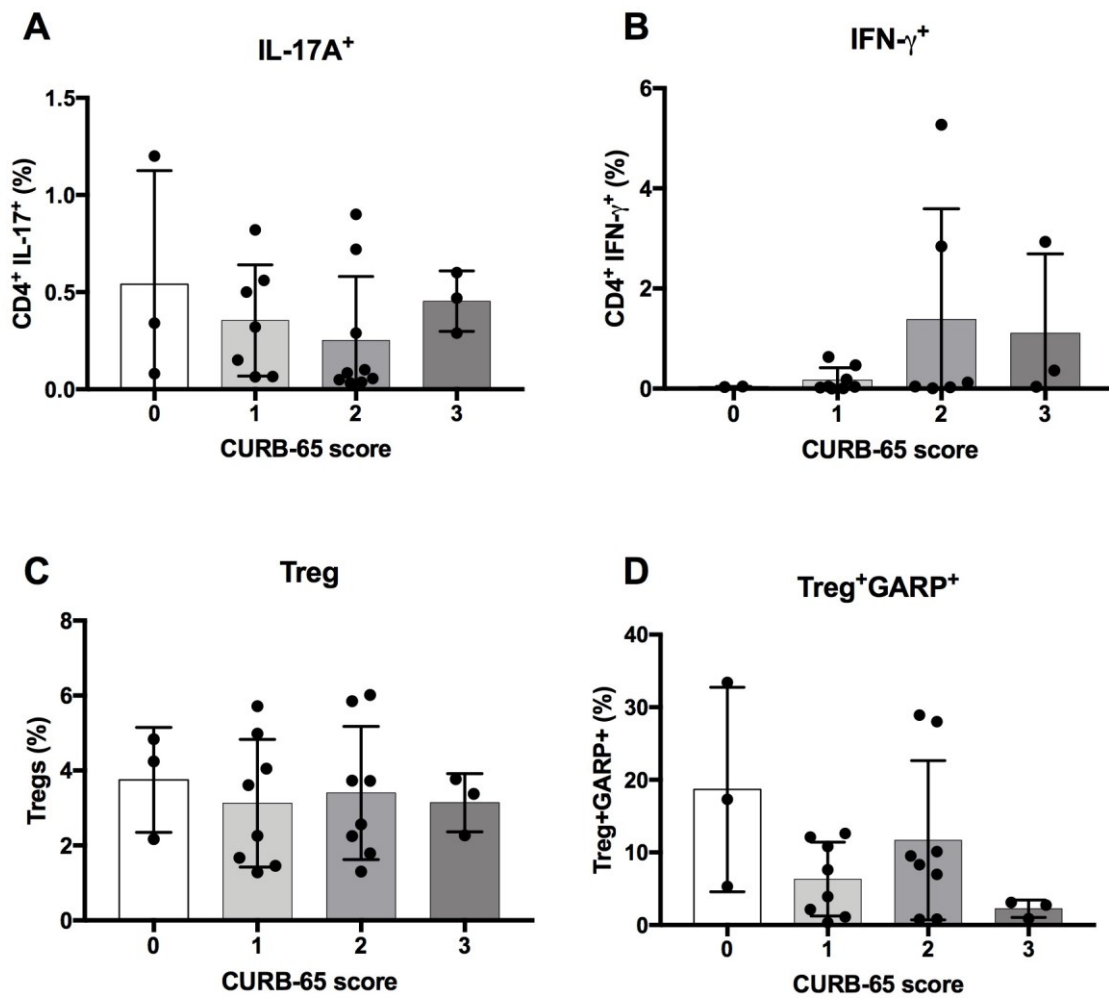 A
IL-17A⁺
CD4⁺ IL-17⁺ (%)
1.5
1.0
0.5
0.0
0 1 2 3
CURB-65 score
B
IFN-γ⁺
CD4⁺ IFN-γ⁺ (%)
6
4
2
0
0 1 2 3
CURB-65 score
C
Treg
Tregs (%)
8
6
4
2
0
0 1 2 3
CURB-65 score
D
Treg⁺GARP⁺
Treg+GARP+ (%)
40
30
20
10
0
0 1 2 3
CURB-65 score